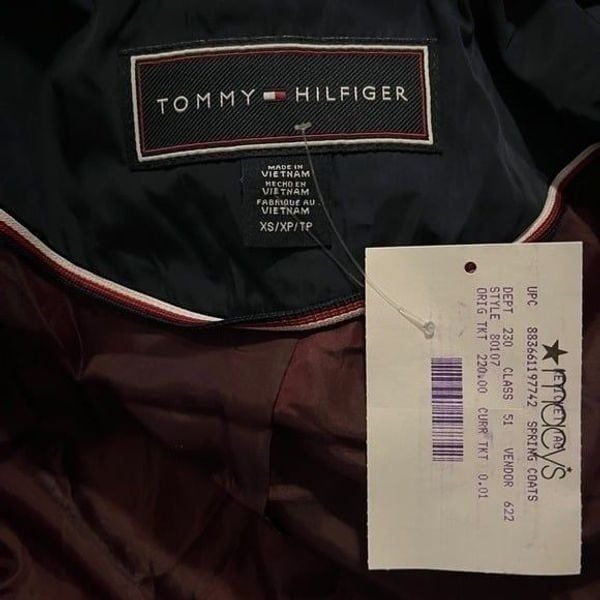 TOMMY HILFIGER
MADE IN
VIETNAM
HECHO EN
VIETNAM
FABRIQUÉ AU
VIETNAM
XS/XP/TP
macy's
UPC 883661197742 SPRING COATS
DEPT 230 CLASS 51 VENDOR 622
STYLE 80107
ORIG TKT 220.00 CURR TKT 0.01